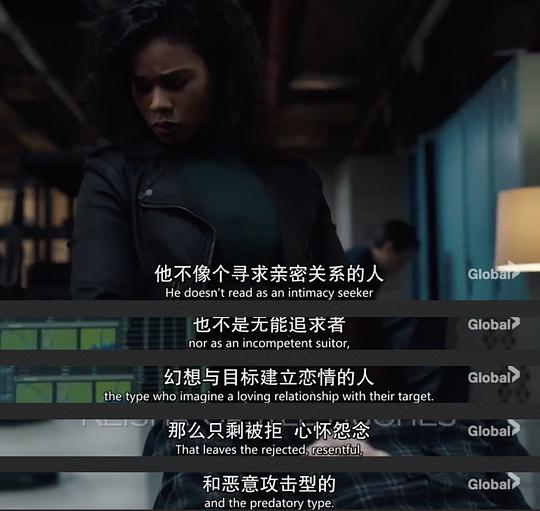 他不像个寻求亲密关系的人
Global
He doesn't read as an intimacy seeker
也不是无能追求者
Global
nor as an incompetent suitor,
幻想与目标建立恋情的人
Global
the type who imagine a loving relationship with their target.
那么只剩被拒 心怀怨念
Global
That leaves the rejected, resentful,
和恶意攻击型的
Global
and the predatory type.